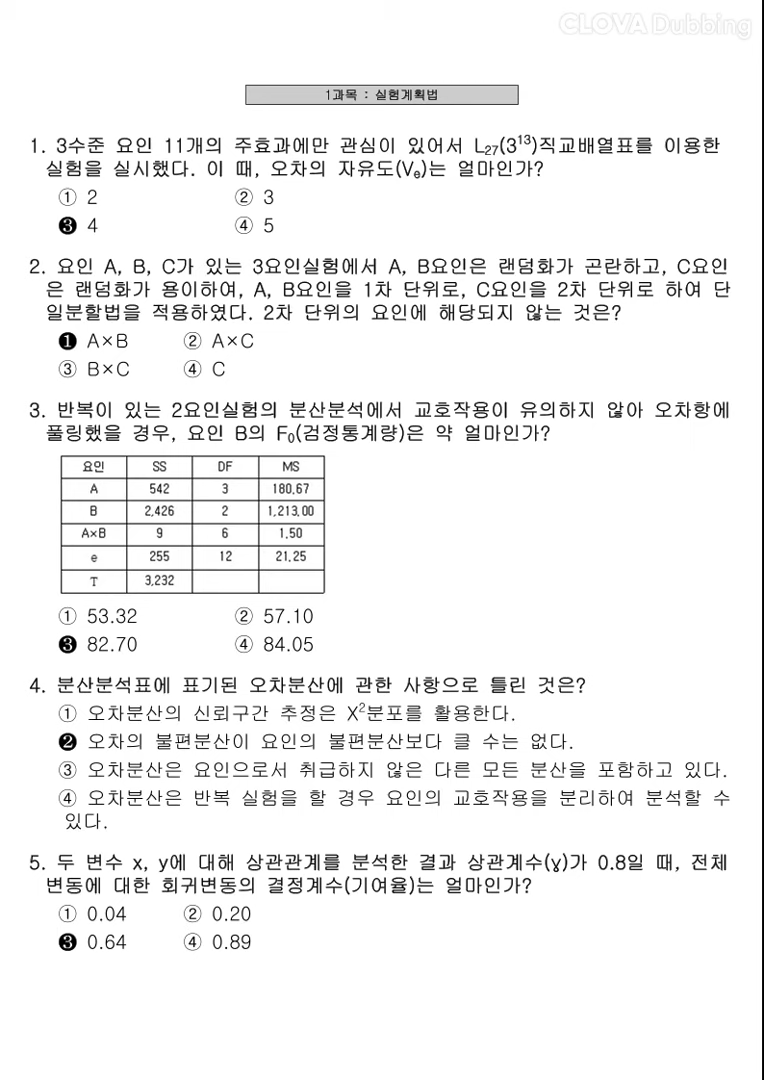 CLOVA Dubbing
1과목 : 실험계획법
1. 3수준 요인 11개의 주효과에만 관심이 있어서 L27(3^13)직교배열표를 이용한
실험을 실시했다. 이 때, 오차의 자유도(Ve)는 얼마인가?
① 2 ② 3
❸ 4 ④ 5
2. 요인 A, B, C가 있는 3요인실험에서 A, B요인은 랜덤화가 곤란하고, C요인
은 랜덤화가 용이하여, A, B요인을 1차 단위로, C요인을 2차 단위로 하여 단
일분할법을 적용하였다. 2차 단위의 요인에 해당되지 않는 것은?
❶ A×B ② A×C
③ B×C ④ C
3. 반복이 있는 2요인실험의 분산분석에서 교호작용이 유의하지 않아 오차항에
풀링했을 경우, 요인 B의 F0(검정통계량)은 약 얼마인가?
요인 SS DF MS
A 542 3 180.67
B 2,426 2 1,213.00
A×B 9 6 1.50
e 255 12 21.25
T 3,232
① 53.32 ② 57.10
❸ 82.70 ④ 84.05
4. 분산분석표에 표기된 오차분산에 관한 사항으로 틀린 것은?
① 오차분산의 신뢰구간 추정은 X²분포를 활용한다.
❷ 오차의 불편분산이 요인의 불편분산보다 클 수는 없다.
③ 오차분산은 요인으로서 취급하지 않은 다른 모든 분산을 포함하고 있다.
④ 오차분산은 반복 실험을 할 경우 요인의 교호작용을 분리하여 분석할 수
있다.
5. 두 변수 x, y에 대해 상관관계를 분석한 결과 상관계수(ɣ)가 0.8일 때, 전체
변동에 대한 회귀변동의 결정계수(기여율)는 얼마인가?
① 0.04 ② 0.20
❸ 0.64 ④ 0.89